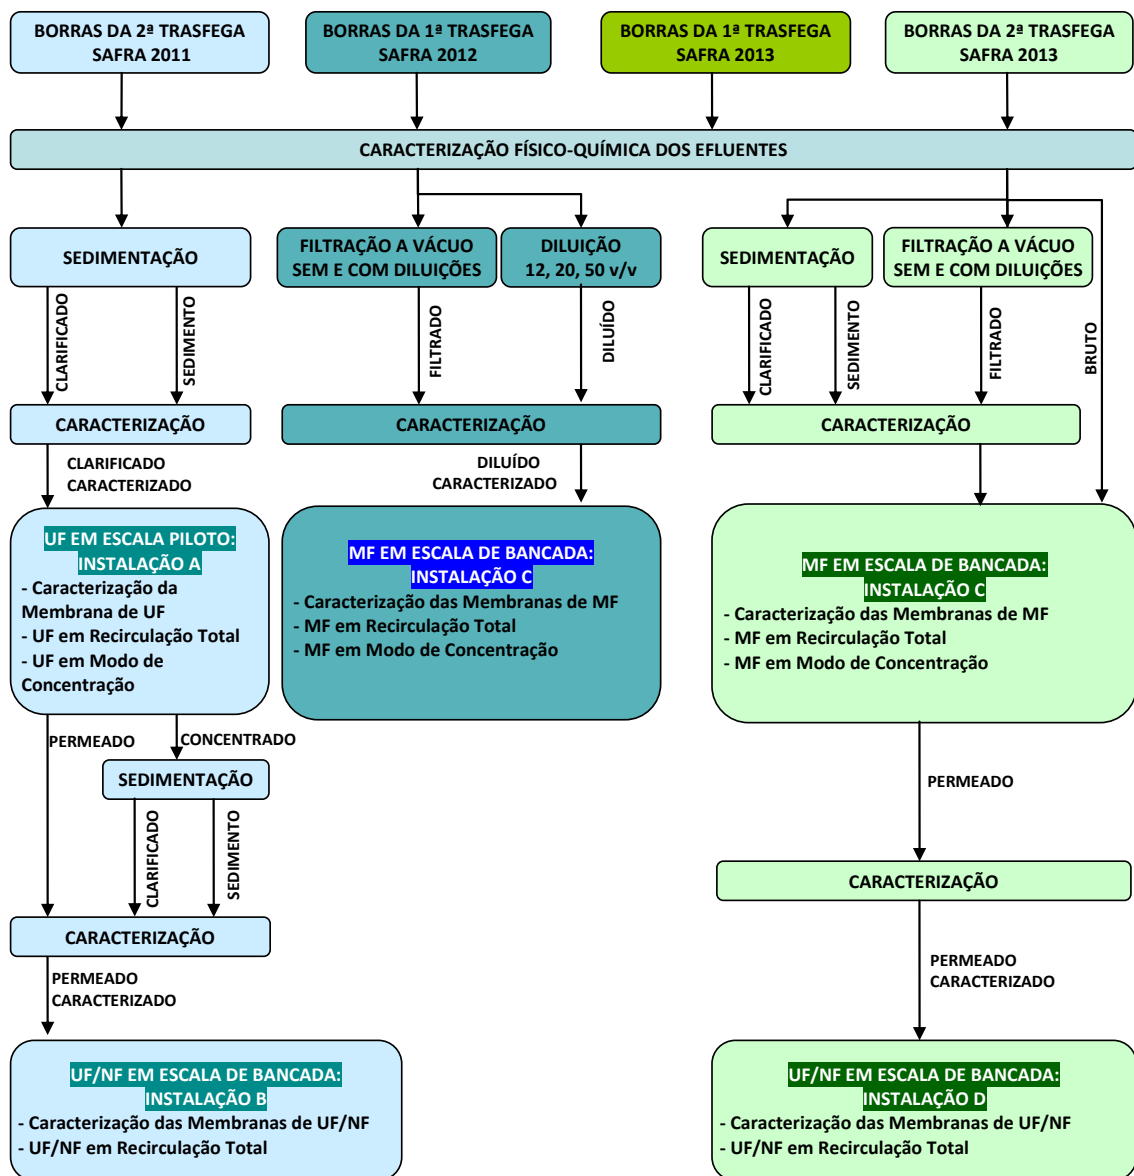 BORRAS DA 2ª TRASFEGA
SAFRA 2011
BORRAS DA 1ª TRASFEGA
SAFRA 2012
BORRAS DA 1ª TRASFEGA
SAFRA 2013
BORRAS DA 2ª TRASFEGA
SAFRA 2013
CARACTERIZAÇÃO FÍSICO-QUÍMICA DOS EFLUENTES
SEDIMENTAÇÃO
FILTRAÇÃO A VÁCUO
SEM E COM DILUIÇÕES
DILUIÇÃO
12, 20, 50 v/v
SEDIMENTAÇÃO
FILTRAÇÃO A VÁCUO
SEM E COM DILUIÇÕES
CLARIFICADO
SEDIMENTO
FILTRADO
DILUÍDO
CLARIFICADO
SEDIMENTO
FILTRADO
BRUTO
CARACTERIZAÇÃO
CARACTERIZAÇÃO
CARACTERIZAÇÃO
CLARIFICADO
CARACTERIZADO
DILUÍDO
CARACTERIZADO
UF EM ESCALA PILOTO:
INSTALAÇÃO A
- Caracterização da
Membrana de UF
- UF em Recirculação Total
- UF em Modo de
Concentração
MF EM ESCALA DE BANCADA:
INSTALAÇÃO C
- Caracterização das Membranas de MF
- MF em Recirculação Total
- MF em Modo de Concentração
MF EM ESCALA DE BANCADA:
INSTALAÇÃO C
- Caracterização das Membranas de MF
- MF em Recirculação Total
- MF em Modo de Concentração
PERMEADO
CONCENTRADO
SEDIMENTAÇÃO
CLARIFICADO
SEDIMENTO
PERMEADO
CARACTERIZAÇÃO
CARACTERIZAÇÃO
PERMEADO
CARACTERIZADO
PERMEADO
CARACTERIZADO
UF/NF EM ESCALA DE BANCADA:
INSTALAÇÃO B
- Caracterização das Membranas de UF/NF
- UF/NF em Recirculação Total
UF/NF EM ESCALA DE BANCADA:
INSTALAÇÃO D
- Caracterização das Membranas de UF/NF
- UF/NF em Recirculação Total